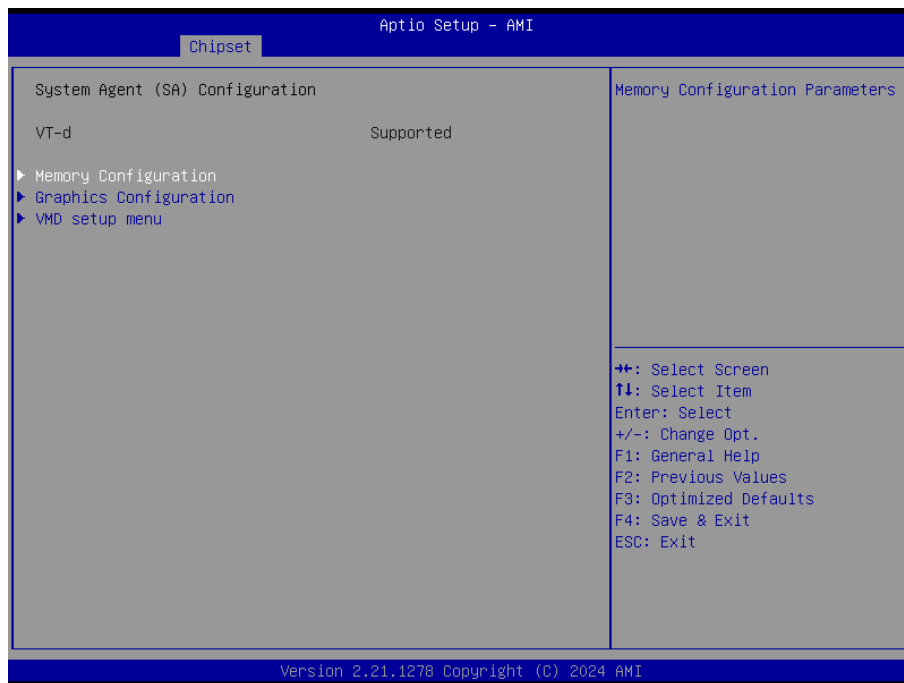 Aptio Setup - AMI
Chipset
System Agent (SA) Configuration
VT-d Supported
Memory Configuration
Graphics Configuration
VMD setup menu
Memory Configuration Parameters
→←: Select Screen
↑↓: Select Item
Enter: Select
+/-: Change Opt.
F1: General Help
F2: Previous Values
F3: Optimized Defaults
F4: Save & Exit
ESC: Exit
Version 2.21.1278 Copyright (C) 2024 AMI